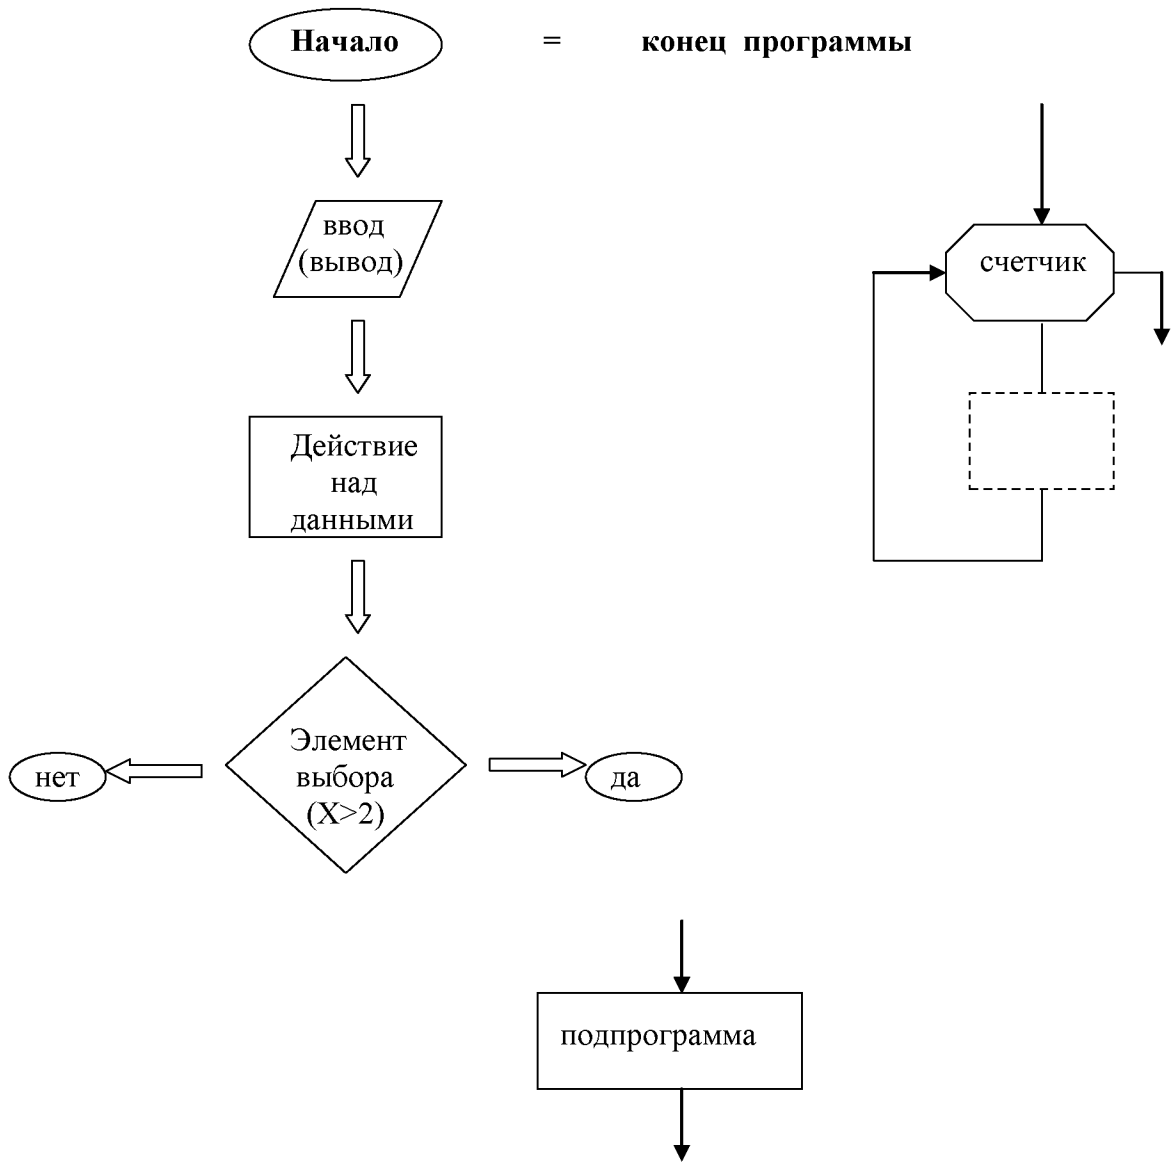 Начало = конец программы
ввод
(вывод)
счетчик
Действие
над
данными
Элемент
выбора
(X>2)
нет
да
подпрограмма